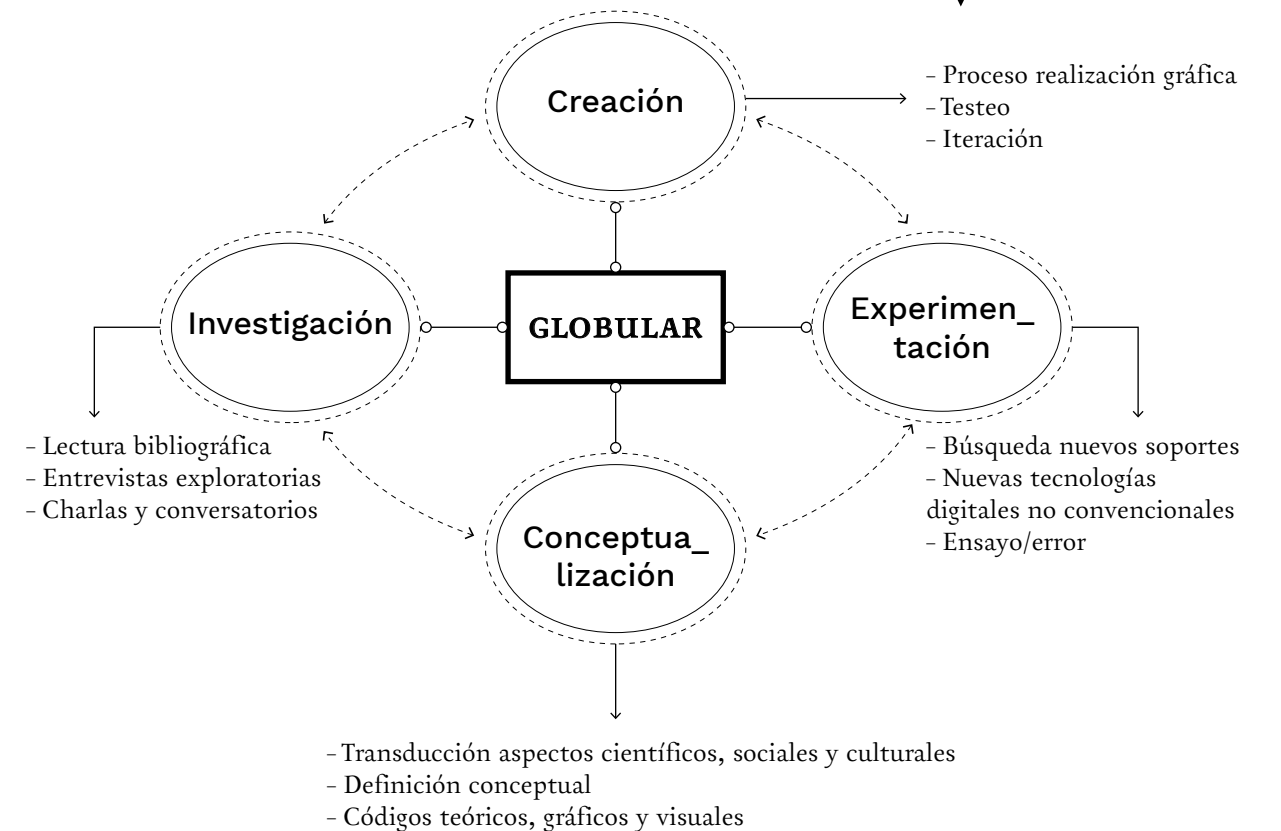 Creación
- Proceso realización gráfica
- Testeo
- Iteración
Investigación
GLOBULAR
Experimen_
tación
- Lectura bibliográfica
- Entrevistas exploratorias
- Charlas y conversatorios
- Búsqueda nuevos soportes
- Nuevas tecnologías
digitales no convencionales
- Ensayo/error
Conceptua_
lización
- Transducción aspectos científicos, sociales y culturales
- Definición conceptual
- Códigos teóricos, gráficos y visuales